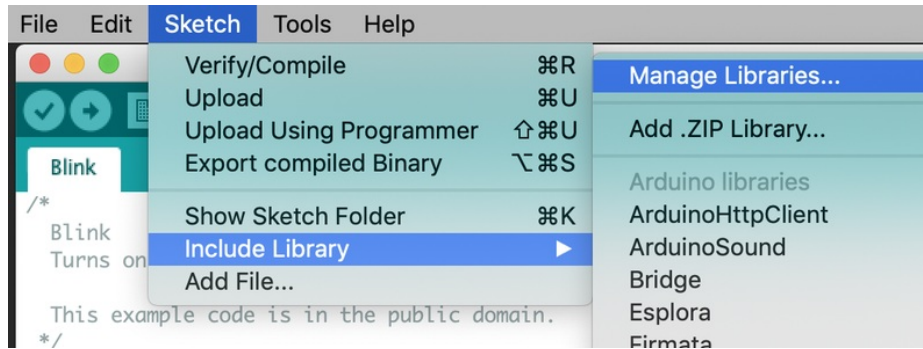 File Edit Sketch Tools Help
Verify/Compile ⌘R
Upload ⌘U
Upload Using Programmer ⇧⌘U
Export compiled Binary ⌥⌘S
Show Sketch Folder ⌘K
Include Library ▶
Add File...
Manage Libraries...
Add .ZIP Library...
Arduino libraries
ArduinoHttpClient
ArduinoSound
Bridge
Esplora
Firmata
Blink
/*
Blink
Turns on
This example code is in the public domain.
*/